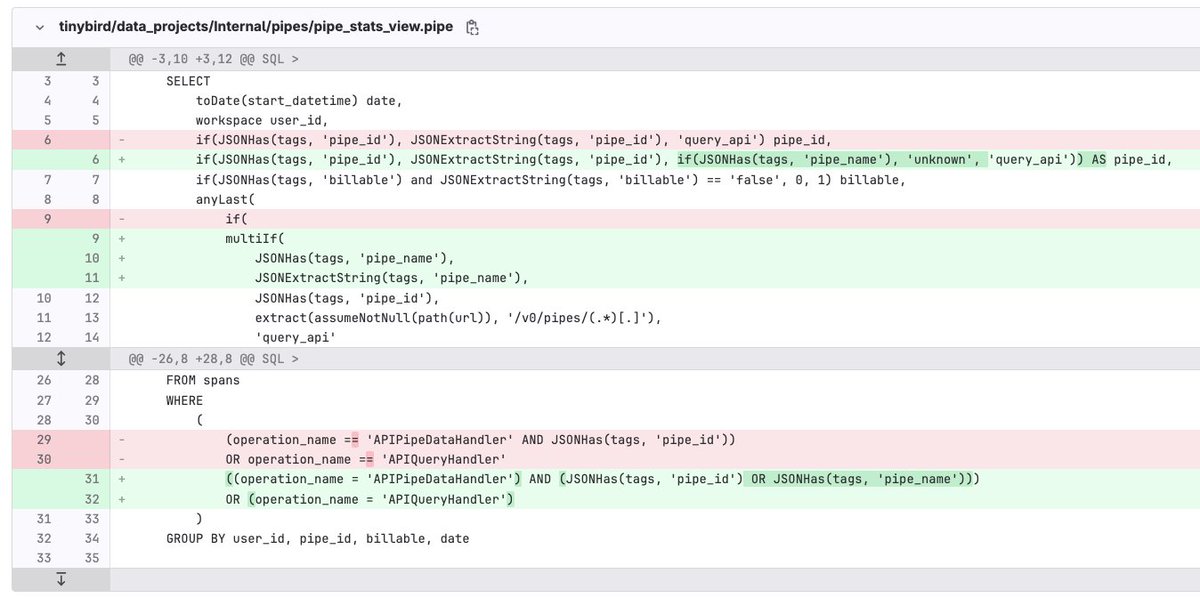 tinybird/data_projects/Internal/pipes/pipe_stats_view.pipe
@@ -3,10 +3,12 @@ SQL >
3 3 SELECT
4 4 toDate(start_datetime) date,
5 5 workspace user_id,
6 - if(JSONHas(tags, 'pipe_id'), JSONExtractString(tags, 'pipe_id'), 'query_api') pipe_id,
6 + if(JSONHas(tags, 'pipe_id'), JSONExtractString(tags, 'pipe_id'), if(JSONHas(tags, 'pipe_name'), 'unknown', 'query_api')) AS pipe_id,
7 7 if(JSONHas(tags, 'billable') and JSONExtractString(tags, 'billable') == 'false', 0, 1) billable,
8 8 anyLast(
9 - if(
9 + multiIf(
10 + JSONHas(tags, 'pipe_name'),
11 + JSONExtractString(tags, 'pipe_name'),
10 12 JSONHas(tags, 'pipe_id'),
11 13 extract(assumeNotNull(path(url)), '/v0/pipes/(.*)[.]'),
12 14 'query_api'
@@ -26,8 +28,8 @@ SQL >
26 28 FROM spans
27 29 WHERE
28 30 (
29 - (operation_name == 'APIPipeDataHandler' AND JSONHas(tags, 'pipe_id'))
30 - OR operation_name == 'APIQueryHandler'
31 + ((operation_name = 'APIPipeDataHandler') AND (JSONHas(tags, 'pipe_id') OR JSONHas(tags, 'pipe_name')))
32 + OR (operation_name = 'APIQueryHandler')
31 33 )
32 34 GROUP BY user_id, pipe_id, billable, date
33 35